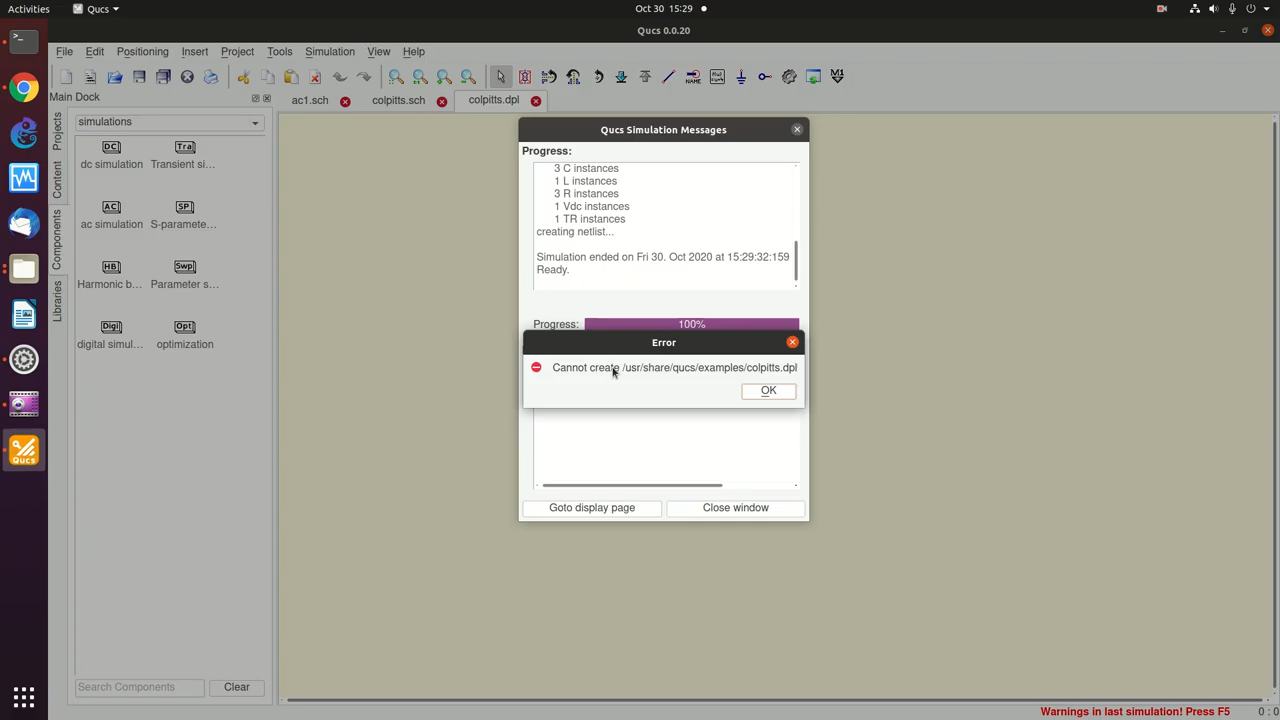 Activities
Qucs
Oct 30 15:29
Qucs 0.0.20
File Edit Positioning Insert Project Tools Simulation View Help
NAME
M1
Main Dock
ac1.sch
colpitts.sch
colpitts.dpl
Projects
Content
Components
Libraries
simulations
DC
dc simulation
Tra
Transient si...
AC
ac simulation
SP
S-paramete...
HB
Harmonic b...
Swp
Parameter s...
Digi
digital simul...
Opt
optimization
Search Components
Clear
Qucs
Qucs Simulation Messages
Progress:
3 C instances
1 L instances
3 R instances
1 Vdc instances
1 TR instances
creating netlist...
Simulation ended on Fri 30. Oct 2020 at 15:29:32:159
Ready.
Progress:
100%
Error
Cannot create /usr/share/qucs/examples/colpitts.dpl
OK
Goto display page
Close window
Warnings in last simulation! Press F5
0 : 0